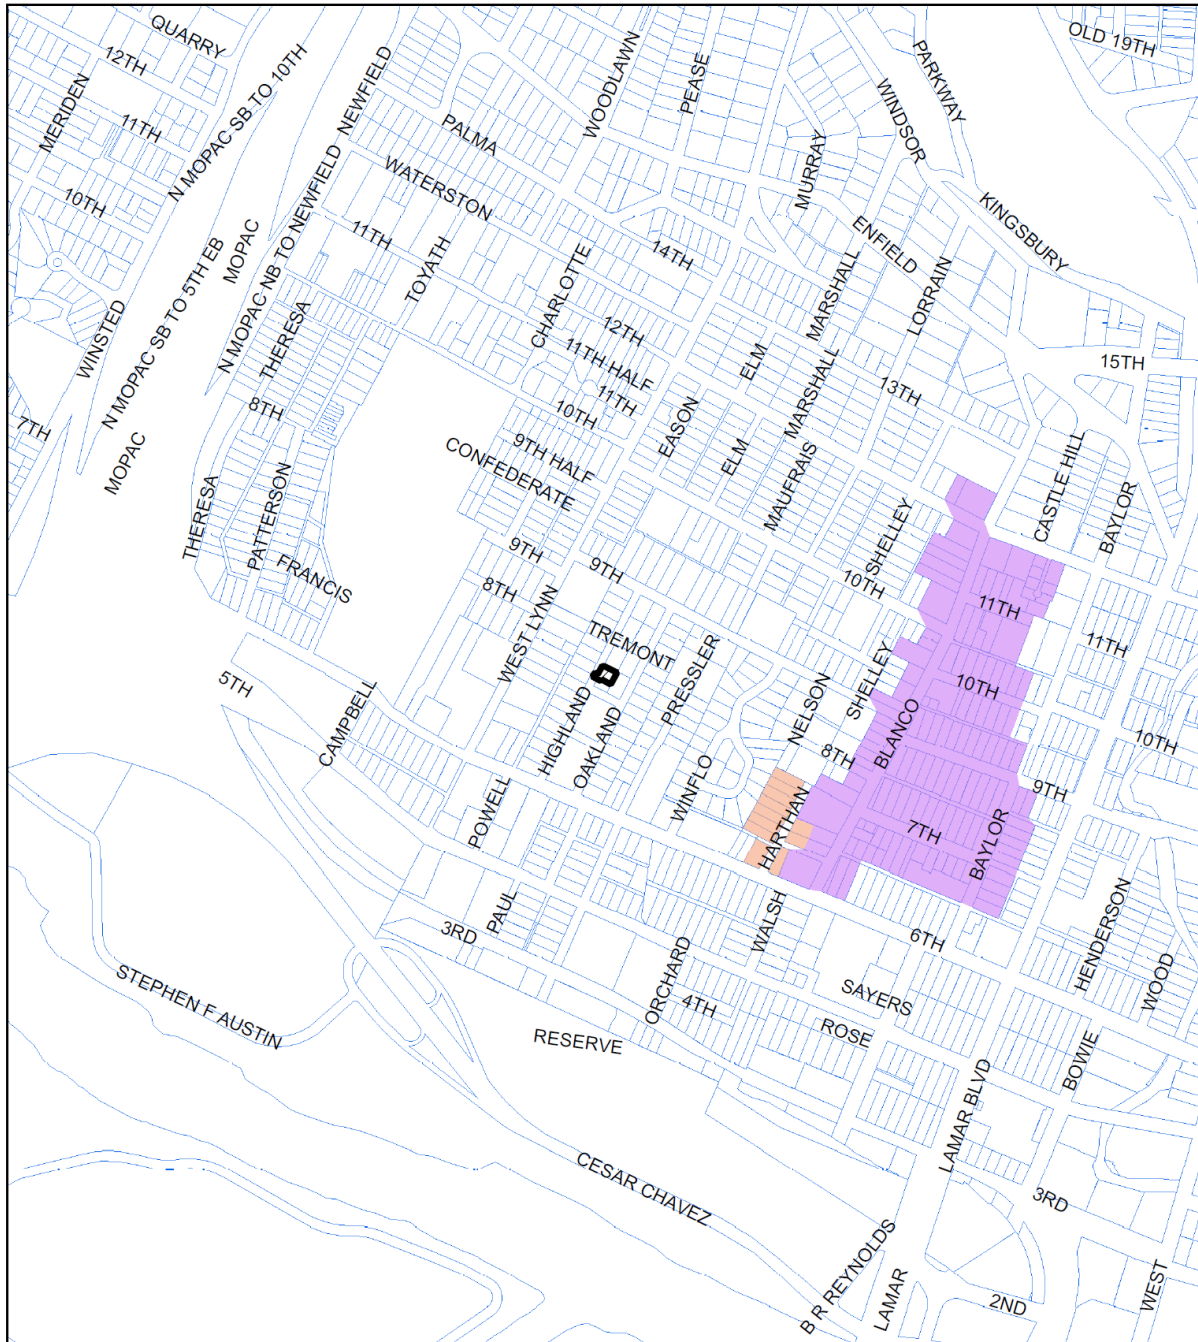 QUARRY
OLD 19TH
12TH
PARKWAY
WOODLAWN
PEASE
NEWFIELD
N MOPAC SB TO 10TH
MERIDEN
11TH
PALMA
WINDSOR
MURRAY
WATERSTON
10TH
KINGSBURY
ENFIELD
11TH
14TH
MOPAC
TOYATH
N MOPAC NB TO NEWFIELD
CHARLOTTE
MARSHALL
LORRAIN
N MOPAC SB TO 5TH EB
WINSTED
THERESA
12TH
11TH HALF
ELM
15TH
13TH
MARSHALL
8TH
11TH
10TH
7TH
EASON
ELM
9TH HALF
CONFEDERATE
MOPAC
MAUFRAIS
CASTLE HILL
BAYLOR
THERESA
PATTERSON
SHELLEY
9TH
9TH
FRANCIS
8TH
10TH
11TH
11TH
TREMONT
WEST LYNN
PRESSLER
SHELLEY
NELSON
10TH
5TH
CAMPBELL
HIGHLAND
OAKLAND
BLANCO
10TH
8TH
9TH
WINFLO
POWELL
HARTHAN
7TH
BAYLOR
PAUL
3RD
WALSH
6TH
HENDERSON
ORCHARD
WOOD
STEPHEN F AUSTIN
SAYERS
4TH
ROSE
RESERVE
BOWIE
LAMAR BLVD
CESAR CHAVEZ
3RD
B R REYNOLDS
LAMAR
WEST
2ND